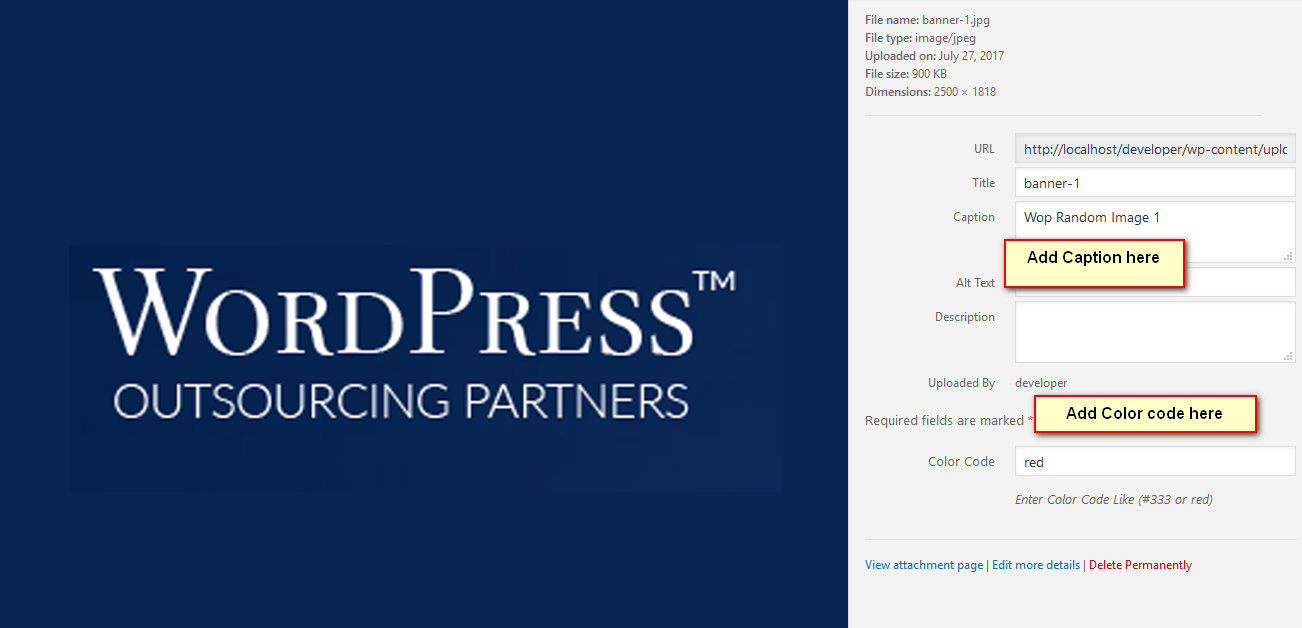 WORDPRESS™
OUTSOURCING PARTNERS
File name: banner-1.jpg
File type: image/jpeg
Uploaded on: July 27, 2017
File size: 900 KB
Dimensions: 2500 × 1818
URL http://localhost/developer/wp-content/uplo
Title banner-1
Caption Wop Random Image 1
Add Caption here
Alt Text
Description
Uploaded By developer
Required fields are marked *
Add Color code here
Color Code red
Enter Color Code Like (#333 or red)
View attachment page | Edit more details | Delete Permanently